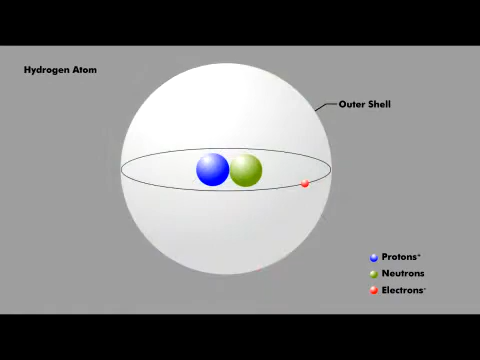 Hydrogen Atom
Outer Shell
Protons⁺
Neutrons
Electrons⁻